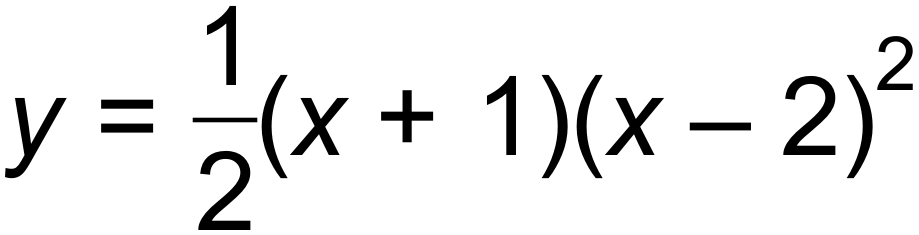 y = 1/2(x + 1)(x – 2)²